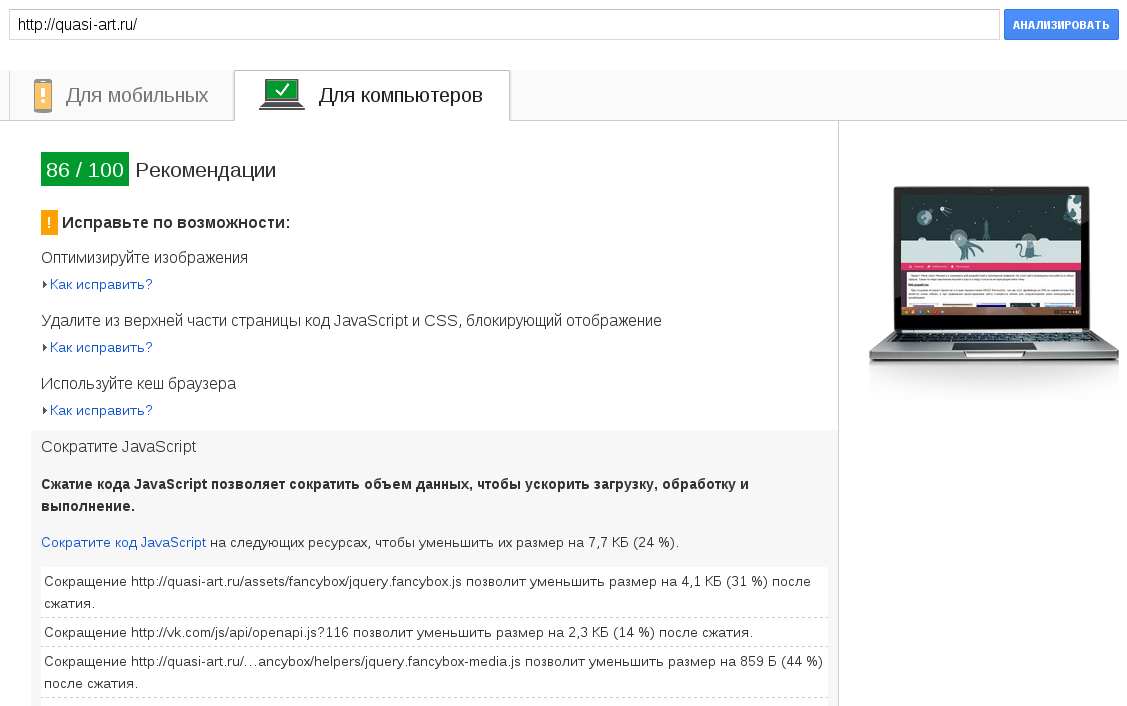 http://quasi-art.ru/
АНАЛИЗИРОВАТЬ
Для мобильных
Для компьютеров
86 / 100 Рекомендации
! Исправьте по возможности:
Оптимизируйте изображения
Как исправить?
Удалите из верхней части страницы код JavaScript и CSS, блокирующий отображение
Как исправить?
Используйте кеш браузера
Как исправить?
Сократите JavaScript
Сжатие кода JavaScript позволяет сократить объем данных, чтобы ускорить загрузку, обработку и
выполнение.
Сократите код JavaScript на следующих ресурсах, чтобы уменьшить их размер на 7,7 КБ (24 %).
Сокращение http://quasi-art.ru/assets/fancybox/jquery.fancybox.js позволит уменьшить размер на 4,1 КБ (31 %) после
сжатия.
Сокращение http://vk.com/js/api/openapi.js?116 позволит уменьшить размер на 2,3 КБ (14 %) после сжатия.
Сокращение http://quasi-art.ru/…ancybox/helpers/jquery.fancybox-media.js позволит уменьшить размер на 859 Б (44 %)
после сжатия.